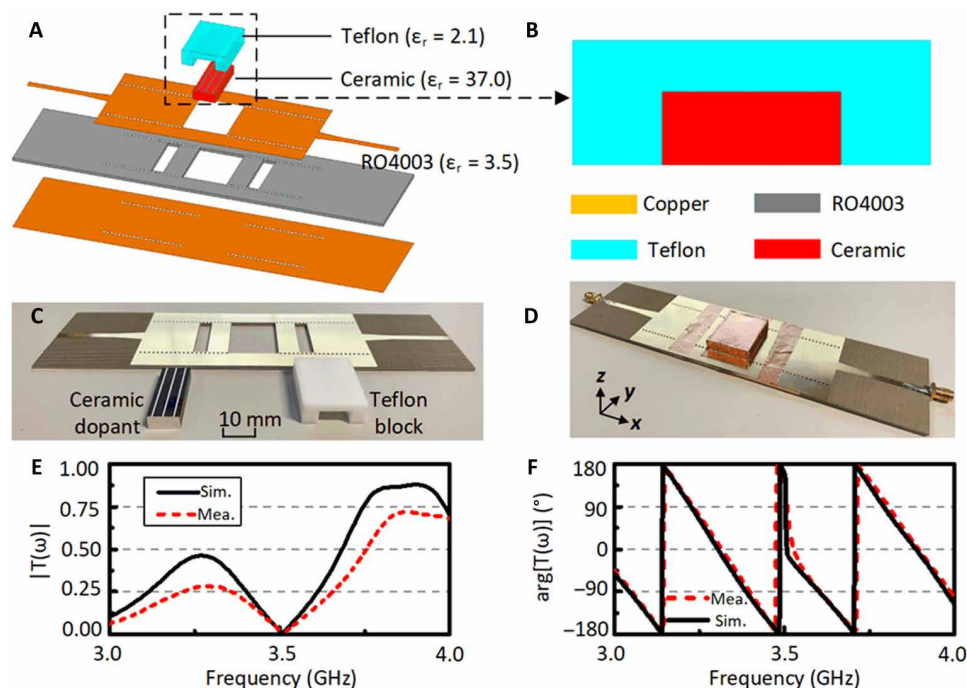 A
Teflon (εr = 2.1)
Ceramic (εr = 37.0)
RO4003 (εr = 3.5)
B
Copper
RO4003
Teflon
Ceramic
C
Ceramic
dopant
10 mm
Teflon
block
D
z
y
x
E
1.00
0.75
0.50
0.25
0.00
|T(ω)|
Sim.
Mea.
3.0
3.5
4.0
Frequency (GHz)
F
180
90
0
−90
−180
arg[T(ω)] (°)
Mea.
Sim.
3.0
3.5
4.0
Frequency (GHz)